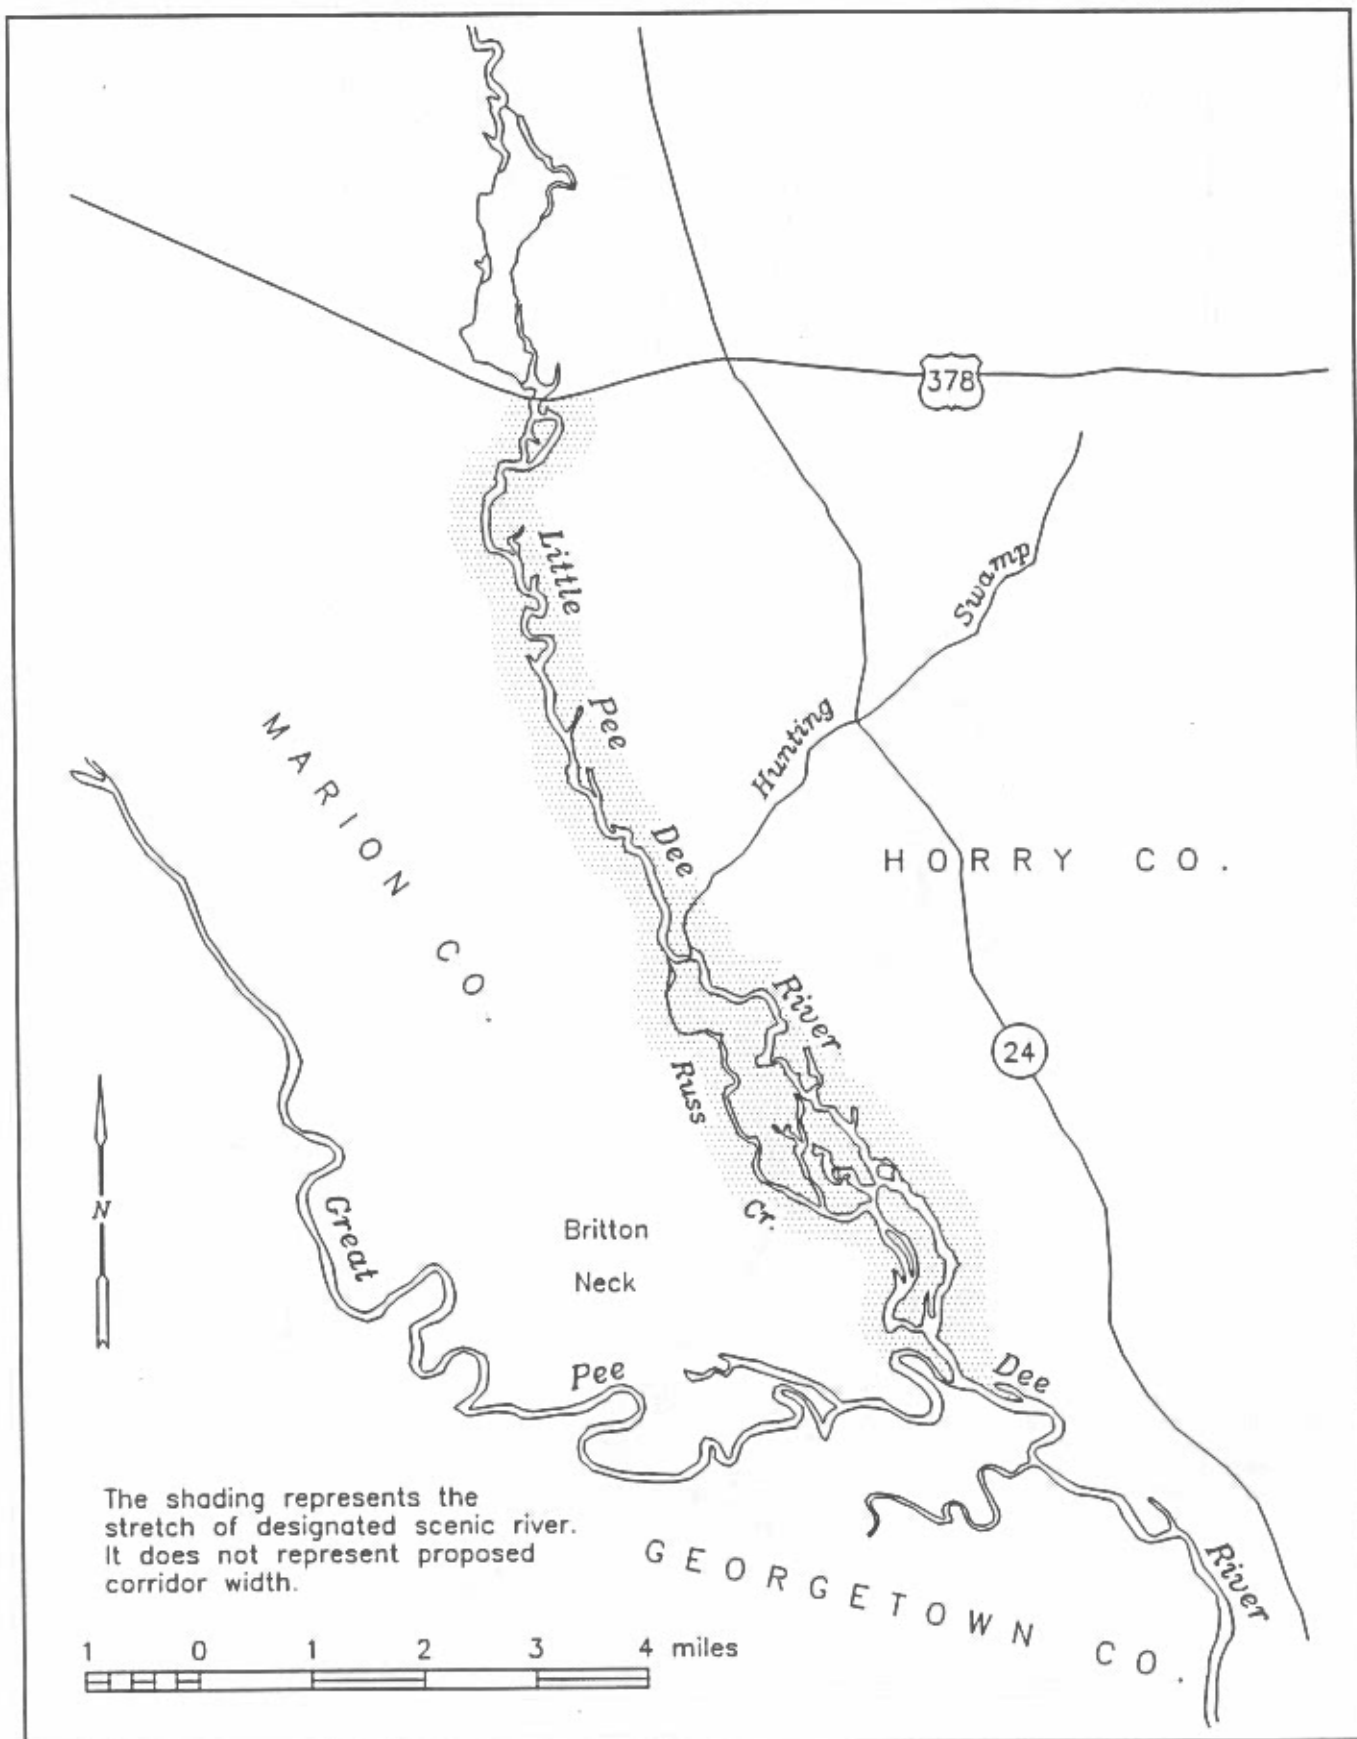 378
Little
Pee
Dee
River
Hunting
Swamp
MARION CO.
HORRY CO.
24
Russ
Cr.
N
Great
Pee
Dee
River
Britton
Neck
The shading represents the
stretch of designated scenic river.
It does not represent proposed
corridor width.
GEORGETOWN CO.
1 0 1 2 3 4 miles